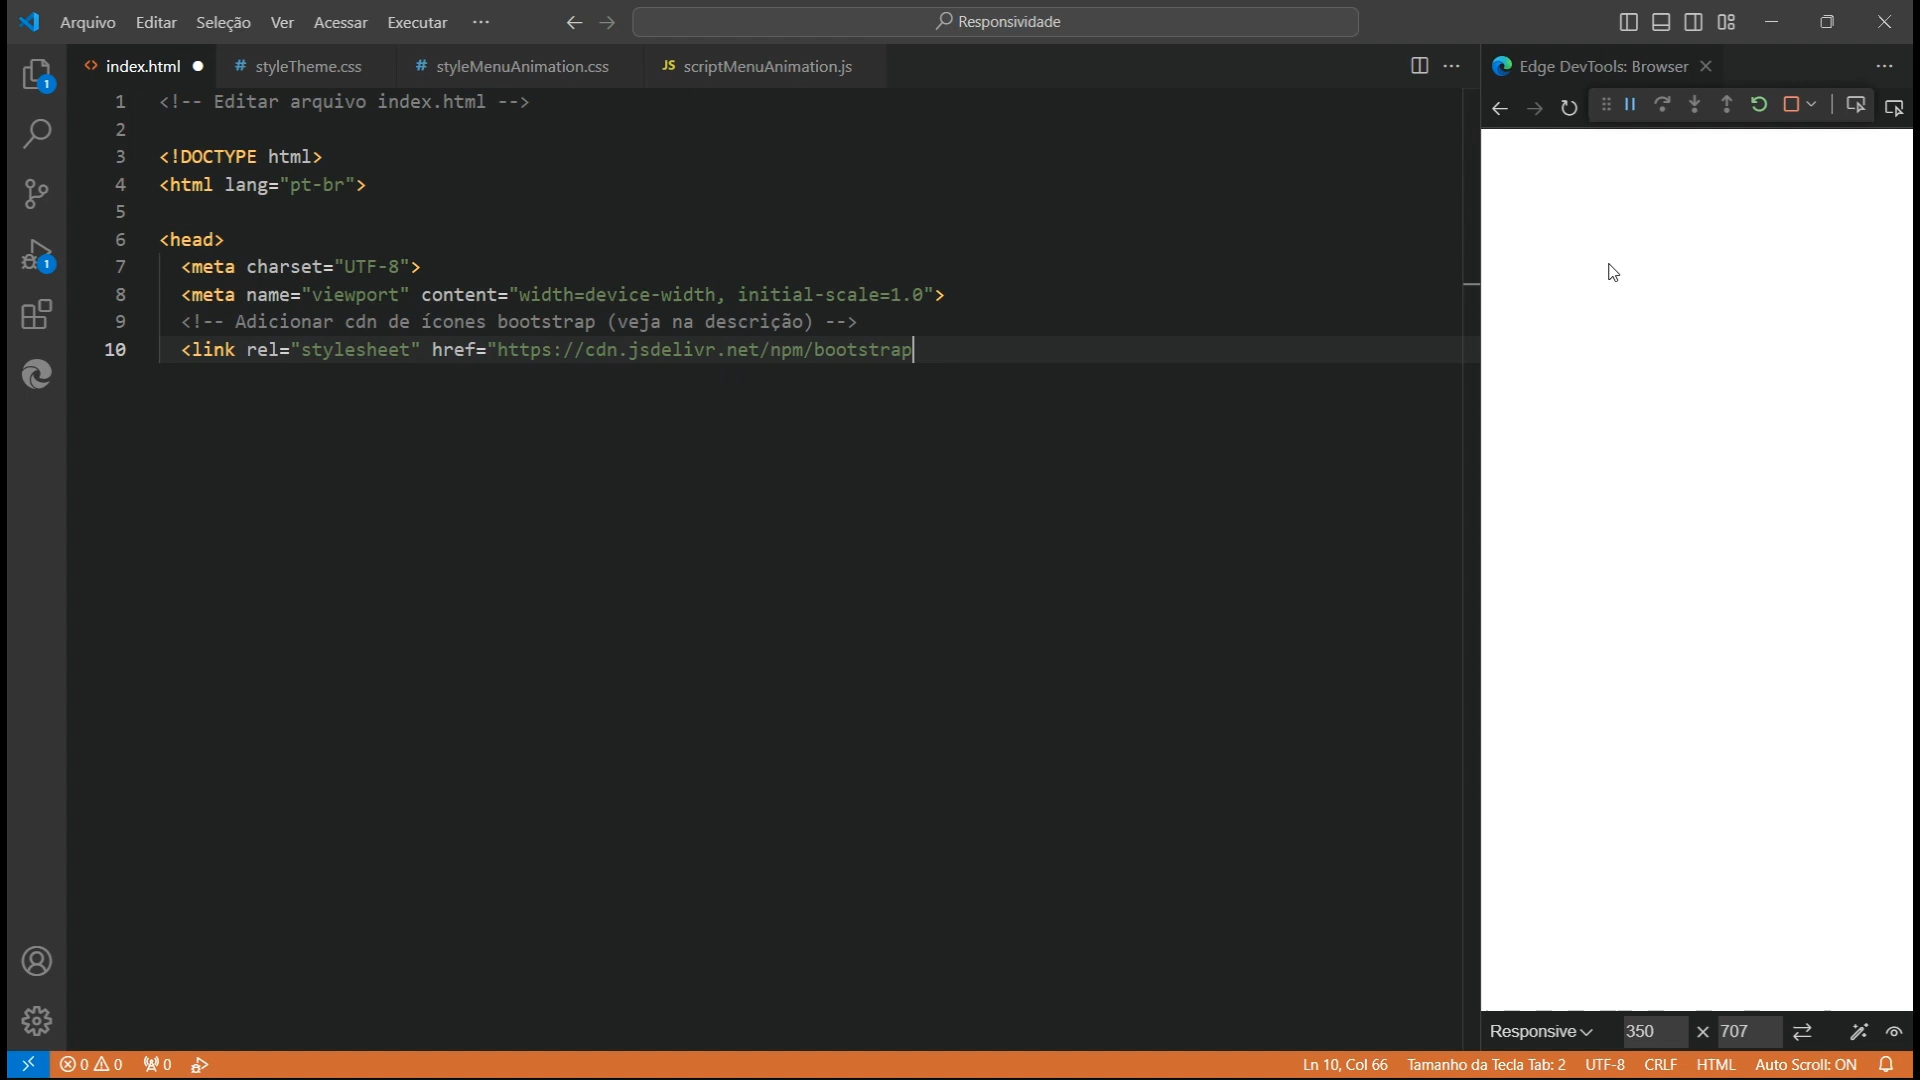 Arquivo Editar Seleção Ver Acessar Executar ··· Responsividade
index.html styleTheme.css styleMenuAnimation.css JS scriptMenuAnimation.js ··· Edge DevTools: Browser ···
1 <!-- Editar arquivo index.html -->
2
3 <!DOCTYPE html>
4 <html lang="pt-br">
5
6 <head>
7 <meta charset="UTF-8">
8 <meta name="viewport" content="width=device-width, initial-scale=1.0">
9 <!-- Adicionar cdn de ícones bootstrap (veja na descrição) -->
10 <link rel="stylesheet" href="https://cdn.jsdelivr.net/npm/bootstrap
1
1
Responsive 350 707
0 0 0 Ln 10, Col 66 Tamanho da Tecla Tab: 2 UTF-8 CRLF HTML Auto Scroll: ON